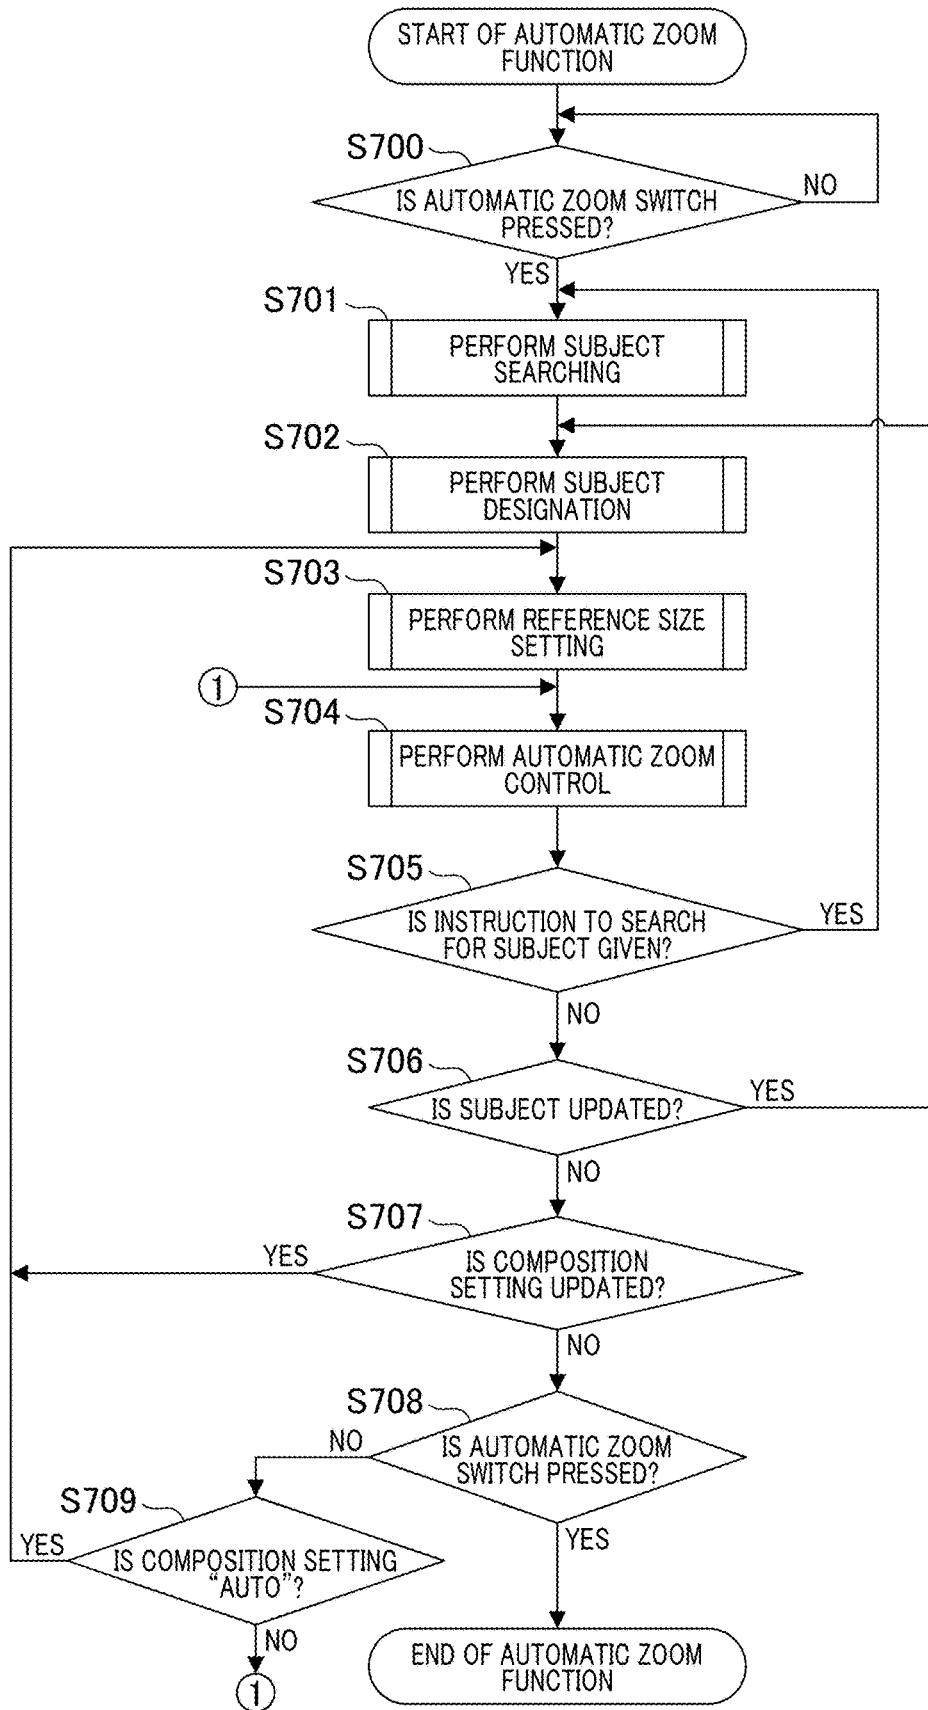 START OF AUTOMATIC ZOOM
FUNCTION
S700
IS AUTOMATIC ZOOM SWITCH
PRESSED?
NO
YES
S701
PERFORM SUBJECT
SEARCHING
S702
PERFORM SUBJECT
DESIGNATION
S703
PERFORM REFERENCE SIZE
SETTING
1
S704
PERFORM AUTOMATIC ZOOM
CONTROL
S705
IS INSTRUCTION TO SEARCH
FOR SUBJECT GIVEN?
YES
NO
S706
IS SUBJECT UPDATED?
YES
NO
S707
IS COMPOSITION
SETTING UPDATED?
YES
NO
S708
IS AUTOMATIC ZOOM
SWITCH PRESSED?
NO
YES
S709
IS COMPOSITION SETTING
“AUTO”?
YES
NO
1
END OF AUTOMATIC ZOOM
FUNCTION